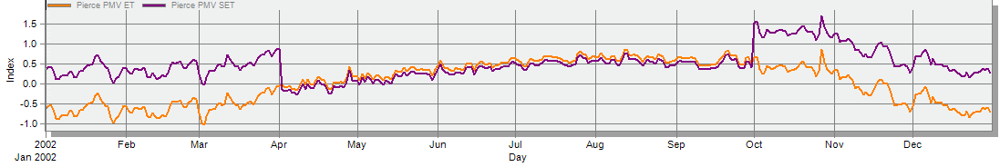 Pierce PMV ET Pierce PMV SET
1.5
1.0
0.5
0.0
-0.5
-1.0
Index
2002 Feb Mar Apr May Jun Jul Aug Sep Oct Nov Dec
Jan 2002 Day